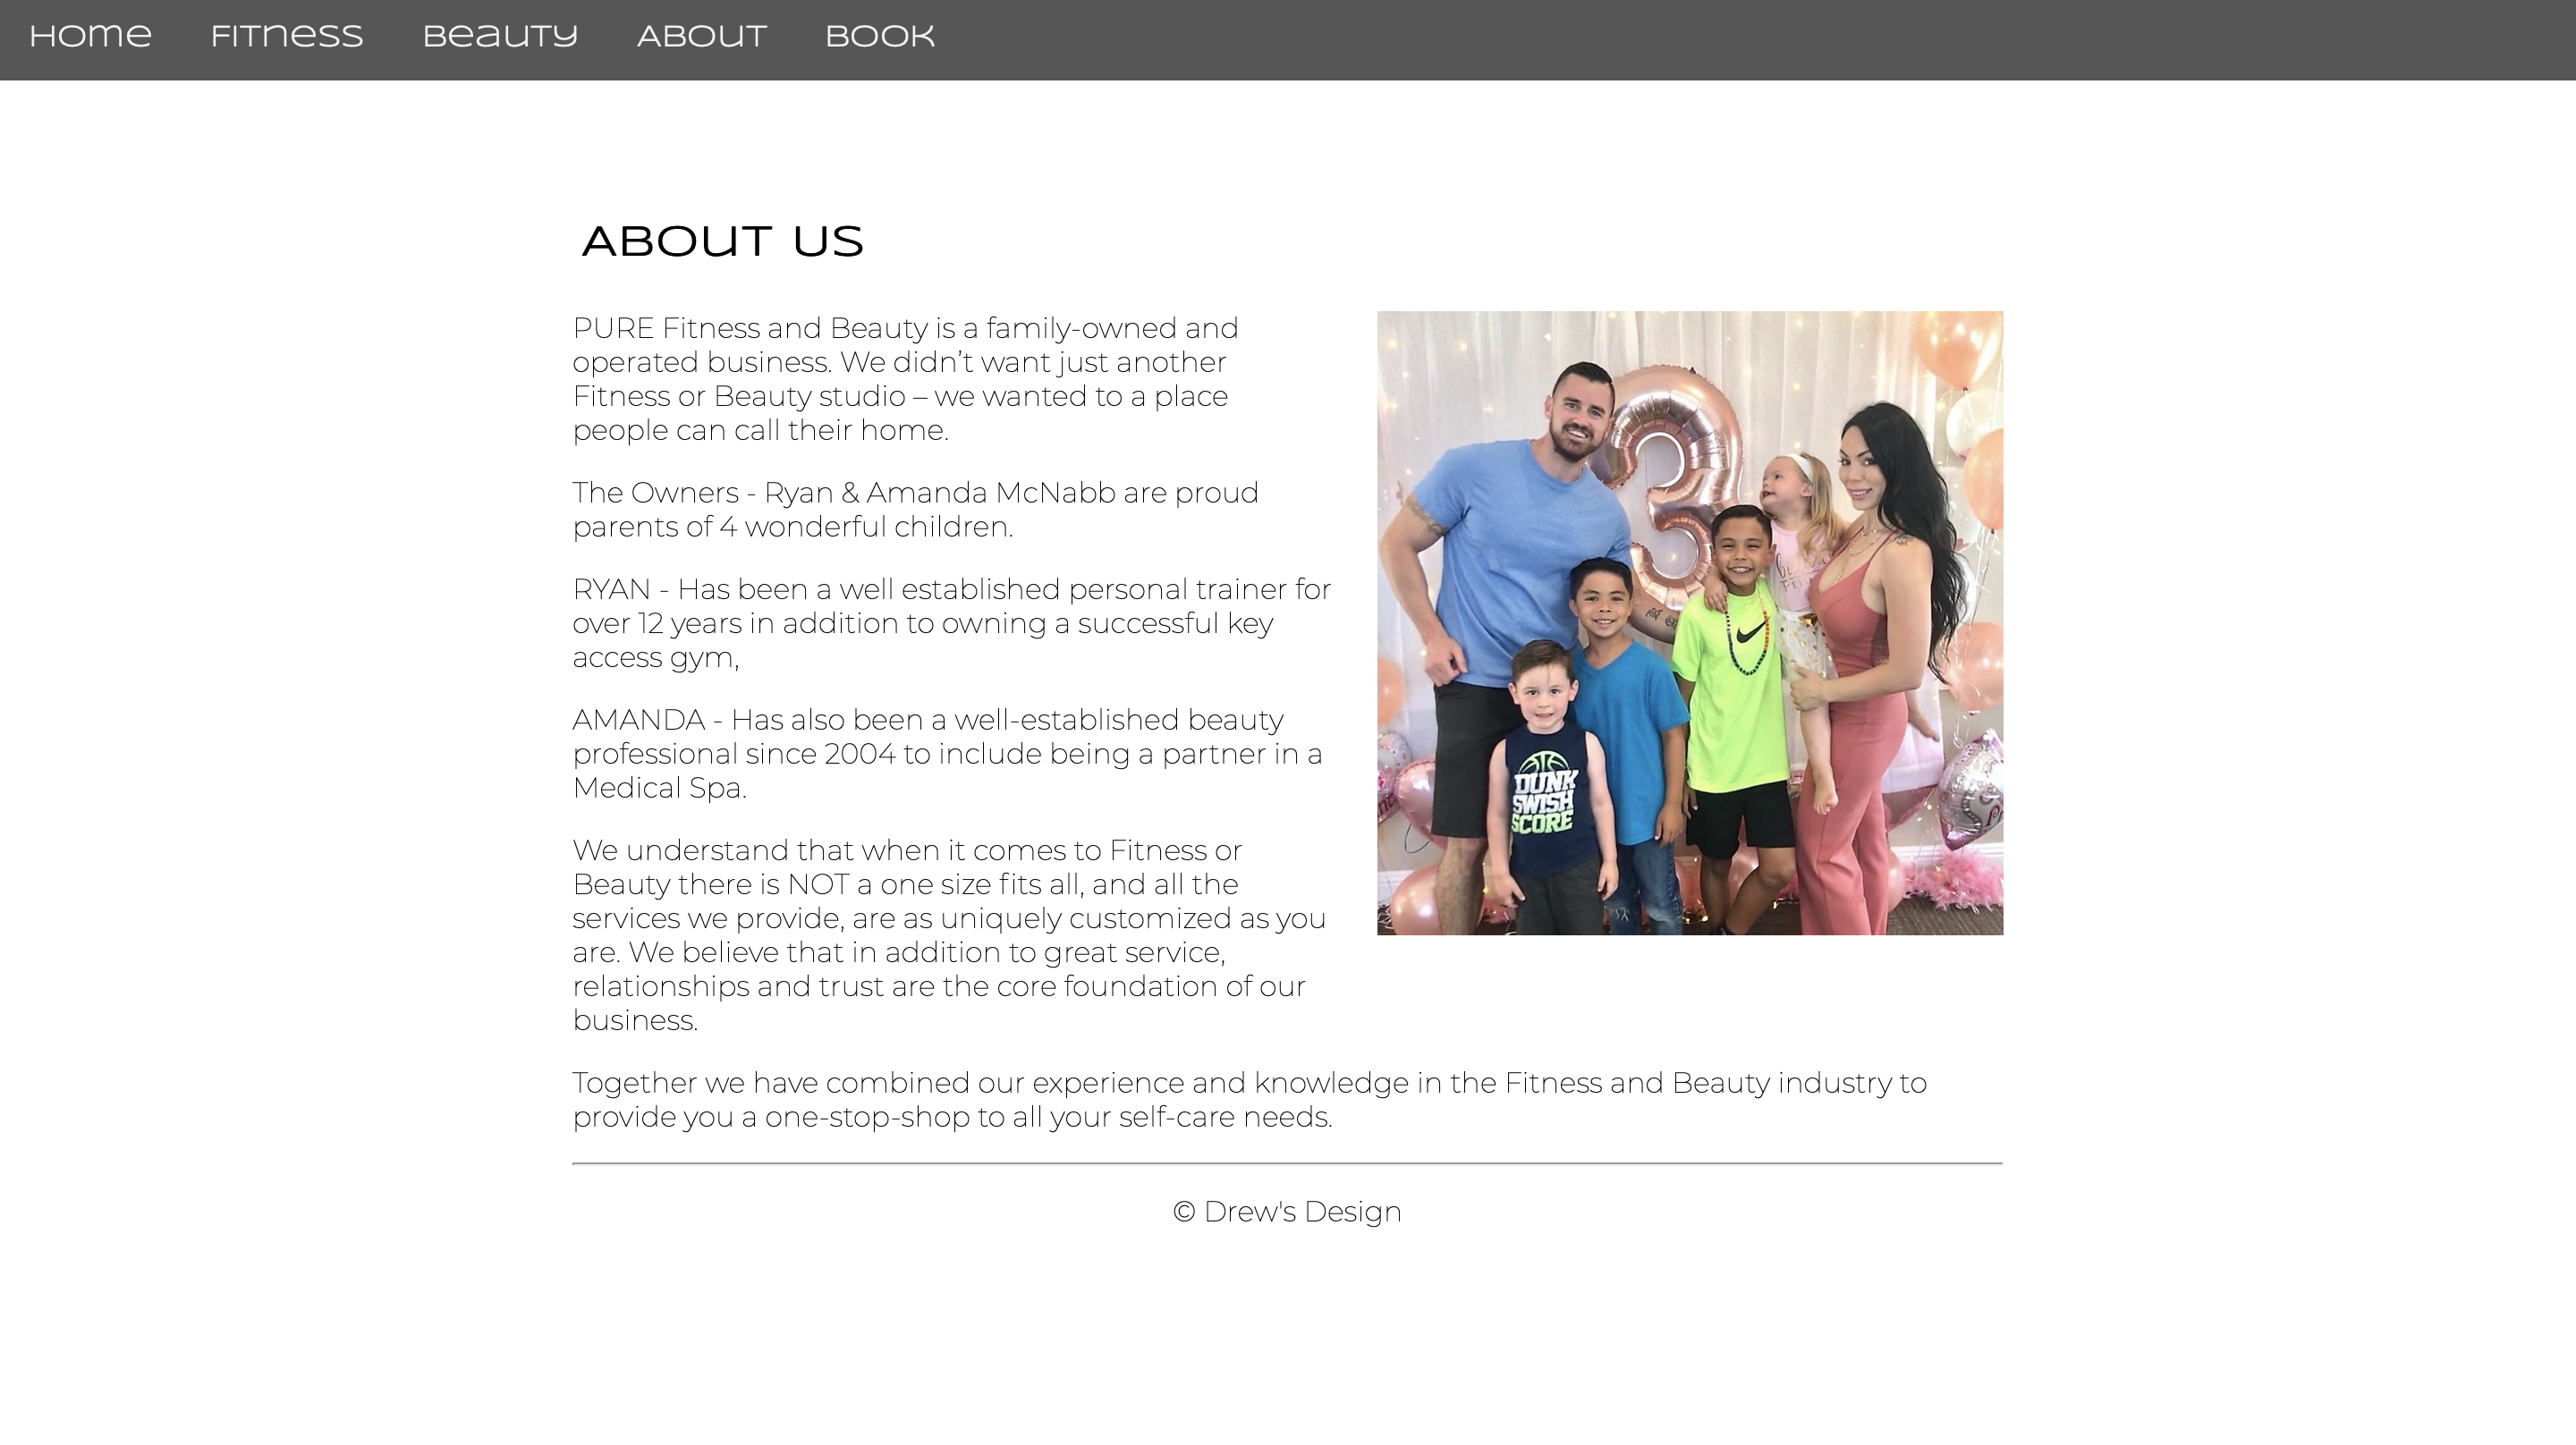 Home Fitness Beauty About Book
About Us
PURE Fitness and Beauty is a family-owned and
operated business. We didn’t want just another
Fitness or Beauty studio – we wanted to a place
people can call their home.
The Owners - Ryan & Amanda McNabb are proud
parents of 4 wonderful children.
RYAN - Has been a well established personal trainer for
over 12 years in addition to owning a successful key
access gym,
AMANDA - Has also been a well-established beauty
professional since 2004 to include being a partner in a
Medical Spa.
We understand that when it comes to Fitness or
Beauty there is NOT a one size fits all, and all the
services we provide, are as uniquely customized as you
are. We believe that in addition to great service,
relationships and trust are the core foundation of our
business.
3
DUNK
SWISH
SCORE
Together we have combined our experience and knowledge in the Fitness and Beauty industry to
provide you a one-stop-shop to all your self-care needs.
© Drew's Design